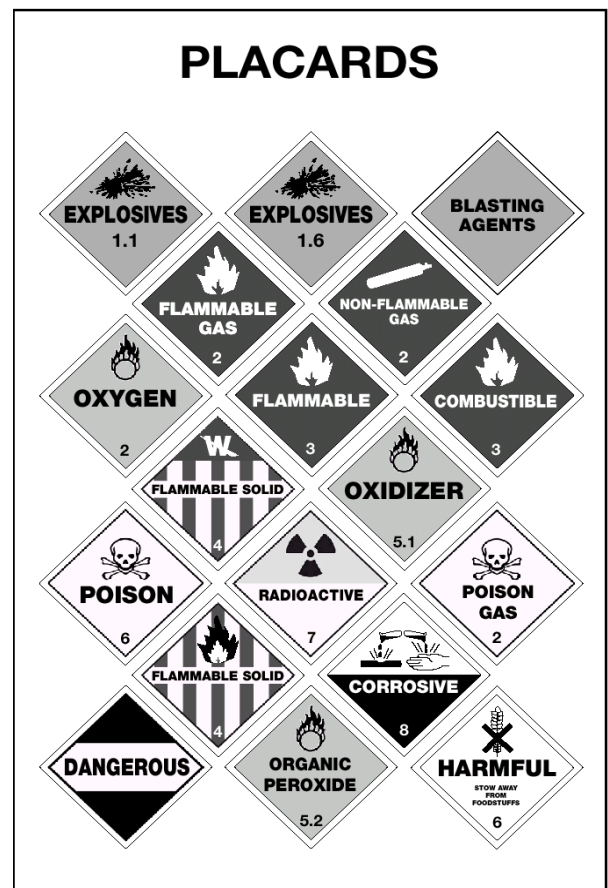 PLACARDS
EXPLOSIVES
1.1
EXPLOSIVES
1.6
BLASTING
AGENTS
FLAMMABLE
GAS
2
NON-FLAMMABLE
GAS
2
OXYGEN
2
FLAMMABLE
3
COMBUSTIBLE
3
W
FLAMMABLE SOLID
4
OXIDIZER
5.1
POISON
6
RADIOACTIVE
7
POISON
GAS
2
FLAMMABLE SOLID
4
CORROSIVE
8
DANGEROUS
ORGANIC
PEROXIDE
5.2
HARMFUL
STOW AWAY
FROM
FOODSTUFFS
6